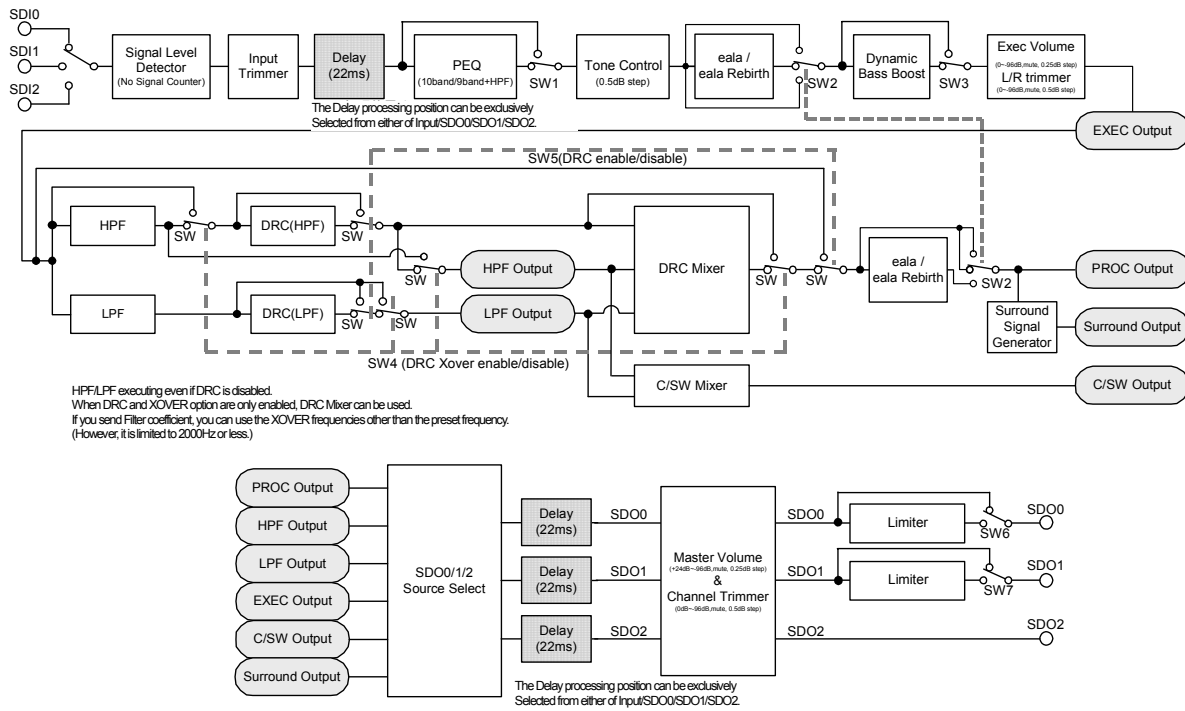 SDI0
SDI1
SDI2
Signal Level
Detector
(No Signal Counter)
Input
Trimmer
Delay
(22ms)
PEQ
(10band/9band+HPF)
SW1
Tone Control
(0.5dB step)
eala /
eala Rebirth
SW2
Dynamic
Bass Boost
SW3
Exec Volume
(0~-96dB,mute, 0.25dB step)
L/R trimmer
(0~-96dB,mute, 0.5dB step)
The Delay processing position can be exclusively
Selected from either of Input/SDO0/SDO1/SDO2.
EXEC Output
SW5(DRC enable/disable)
HPF
SW
DRC(HPF)
SW
SW
HPF Output
DRC Mixer
SW
SW
eala /
eala Rebirth
SW2
PROC Output
LPF
DRC(LPF)
SW
SW
LPF Output
Surround
Signal
Generator
Surround Output
SW4 (DRC Xover enable/disable)
C/SW Mixer
C/SW Output
HPF/LPF executing even if DRC is disabled.
When DRC and XOVER option are only enabled, DRC Mixer can be used.
If you send Filter coefficient, you can use the XOVER frequencies other than the preset frequency.
(However, it is limited to 2000Hz or less.)
PROC Output
HPF Output
LPF Output
EXEC Output
C/SW Output
Surround Output
SDO0/1/2
Source Select
Delay
(22ms)
SDO0
Delay
(22ms)
SDO1
Delay
(22ms)
SDO2
Master Volume
(+24dB~-96dB,mute, 0.25dB step)
&
Channel Trimmer
(0dB~-96dB,mute, 0.5dB step)
SDO0
Limiter
SW6
SDO0
SDO1
Limiter
SW7
SDO1
SDO2
SDO2
The Delay processing position can be exclusively
Selected from either of Input/SDO0/SDO1/SDO2.